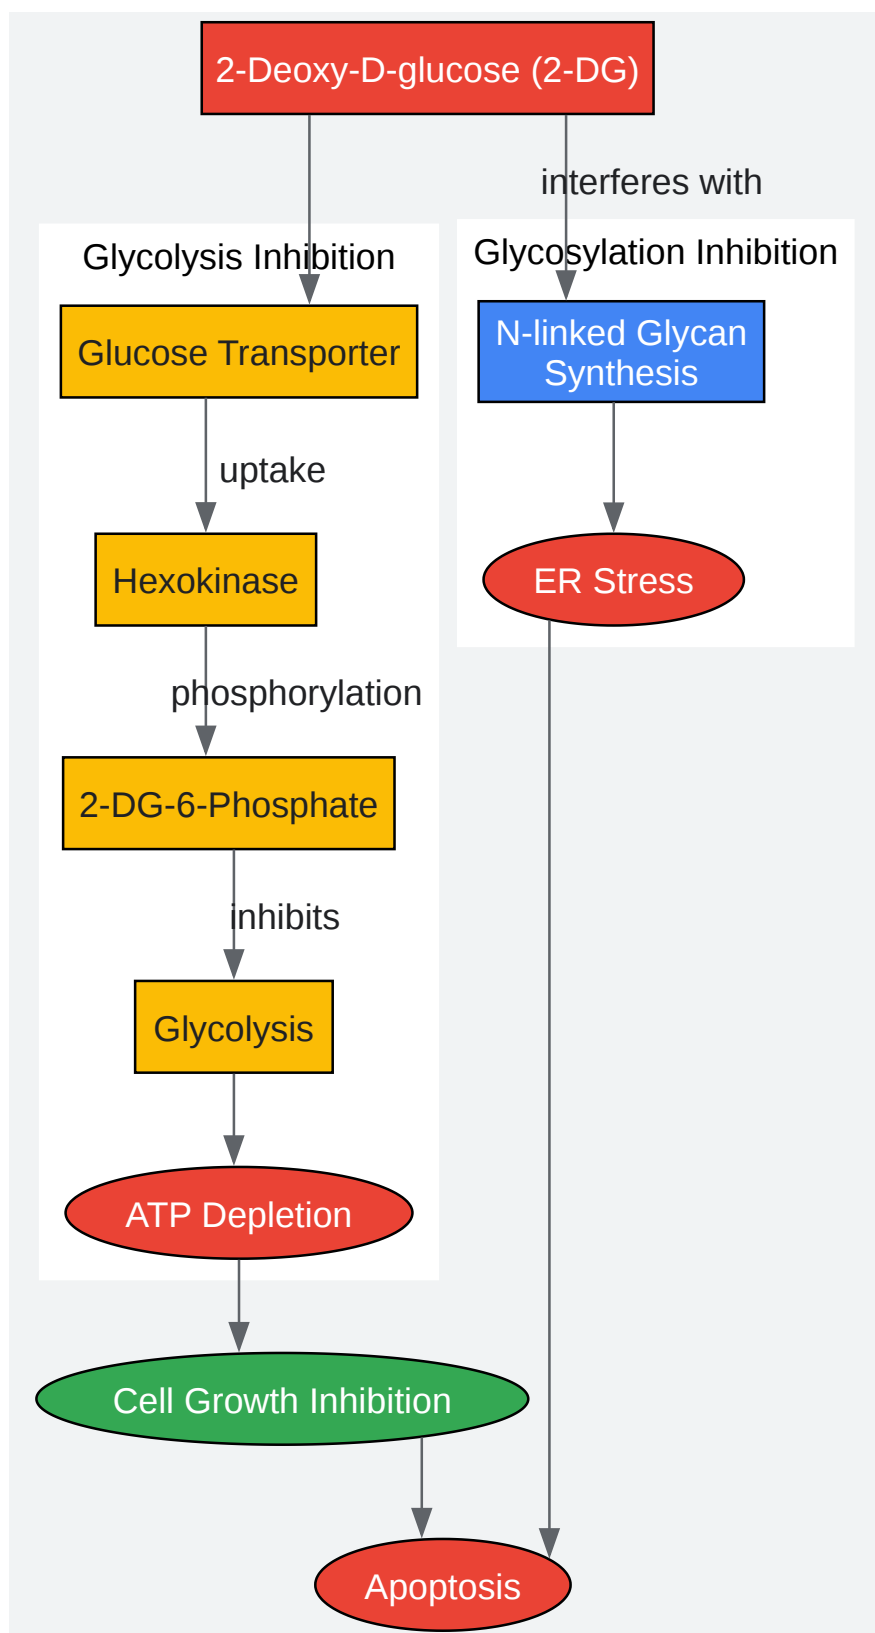 2-Deoxy-D-glucose (2-DG)
interferes with
Glycolysis Inhibition
Glycosylation Inhibition
Glucose Transporter
N-linked Glycan
Synthesis
uptake
Hexokinase
ER Stress
phosphorylation
2-DG-6-Phosphate
inhibits
Glycolysis
ATP Depletion
Cell Growth Inhibition
Apoptosis